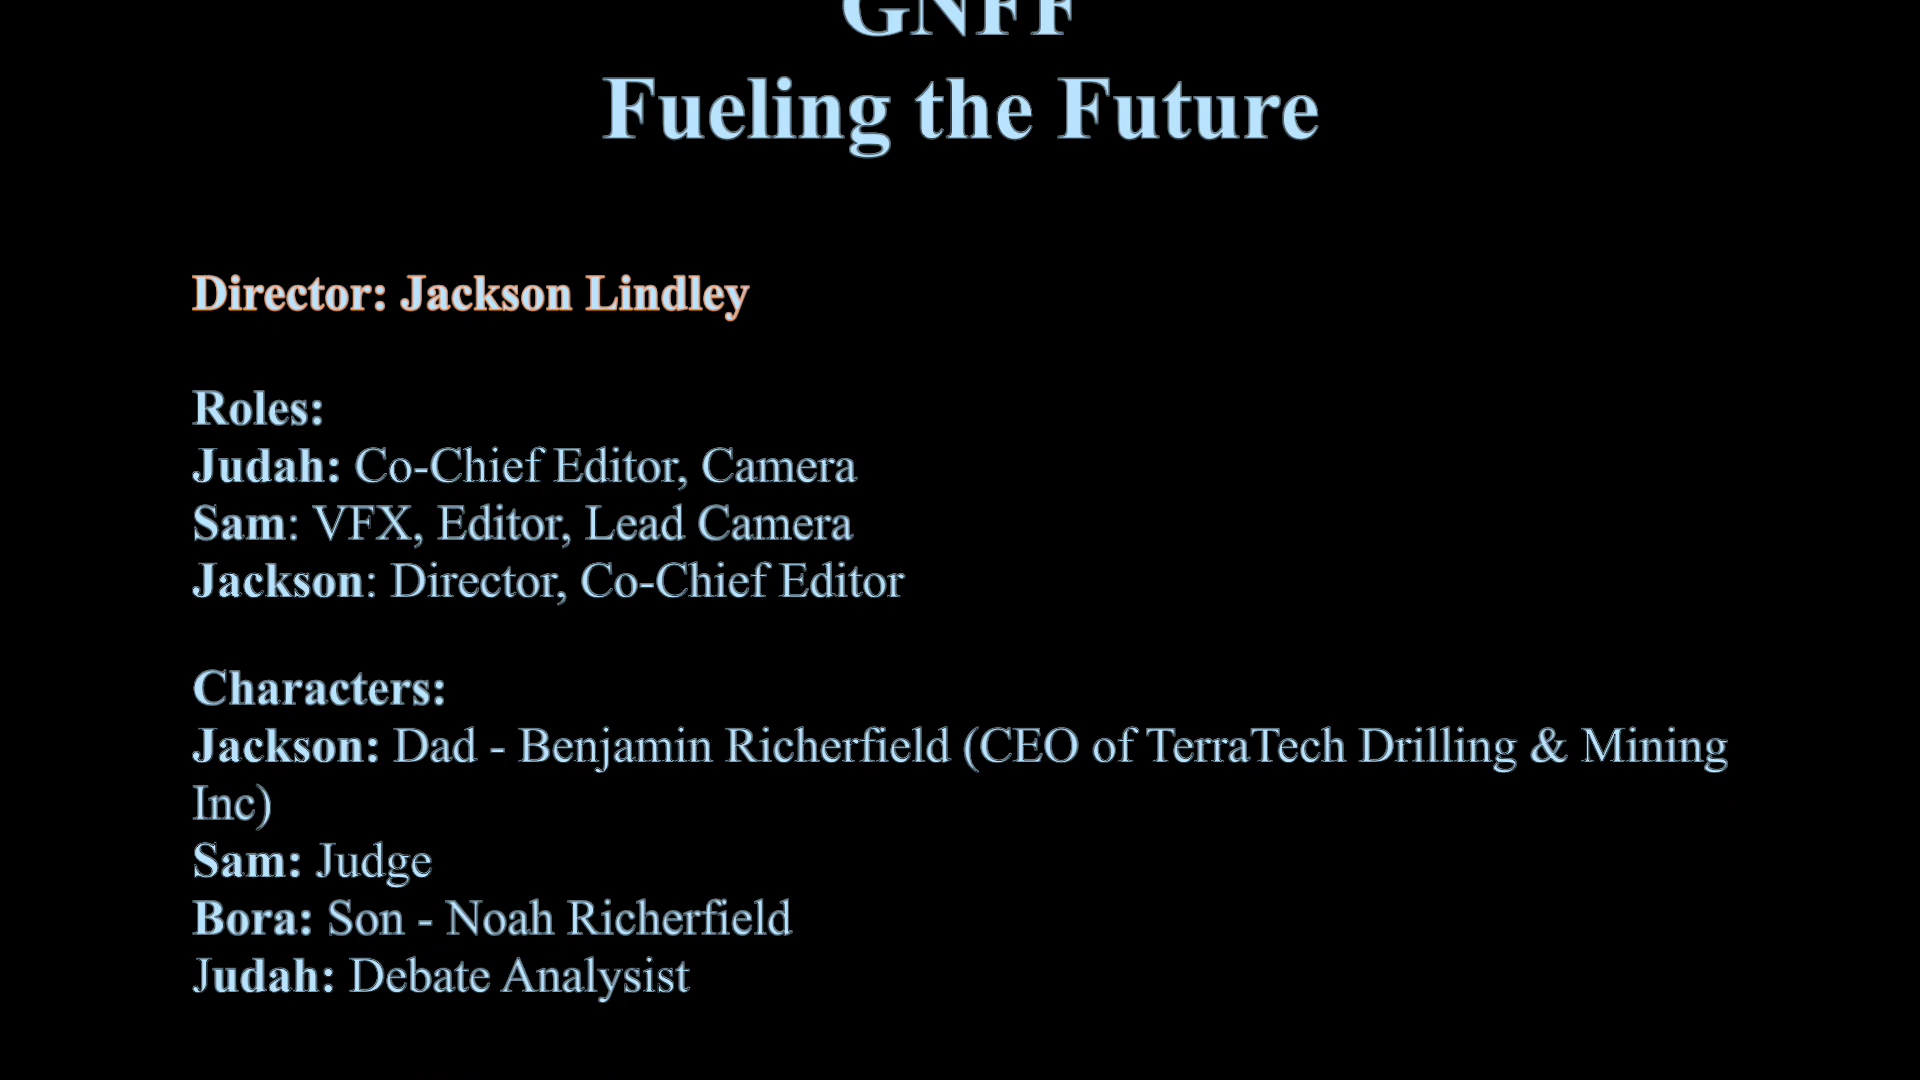 GNFF
Fueling the Future
Director: Jackson Lindley
Roles:
Judah: Co-Chief Editor, Camera
Sam: VFX, Editor, Lead Camera
Jackson: Director, Co-Chief Editor
Characters:
Jackson: Dad - Benjamin Richerfield (CEO of TerraTech Drilling & Mining
Inc)
Sam: Judge
Bora: Son - Noah Richerfield
Judah: Debate Analysist